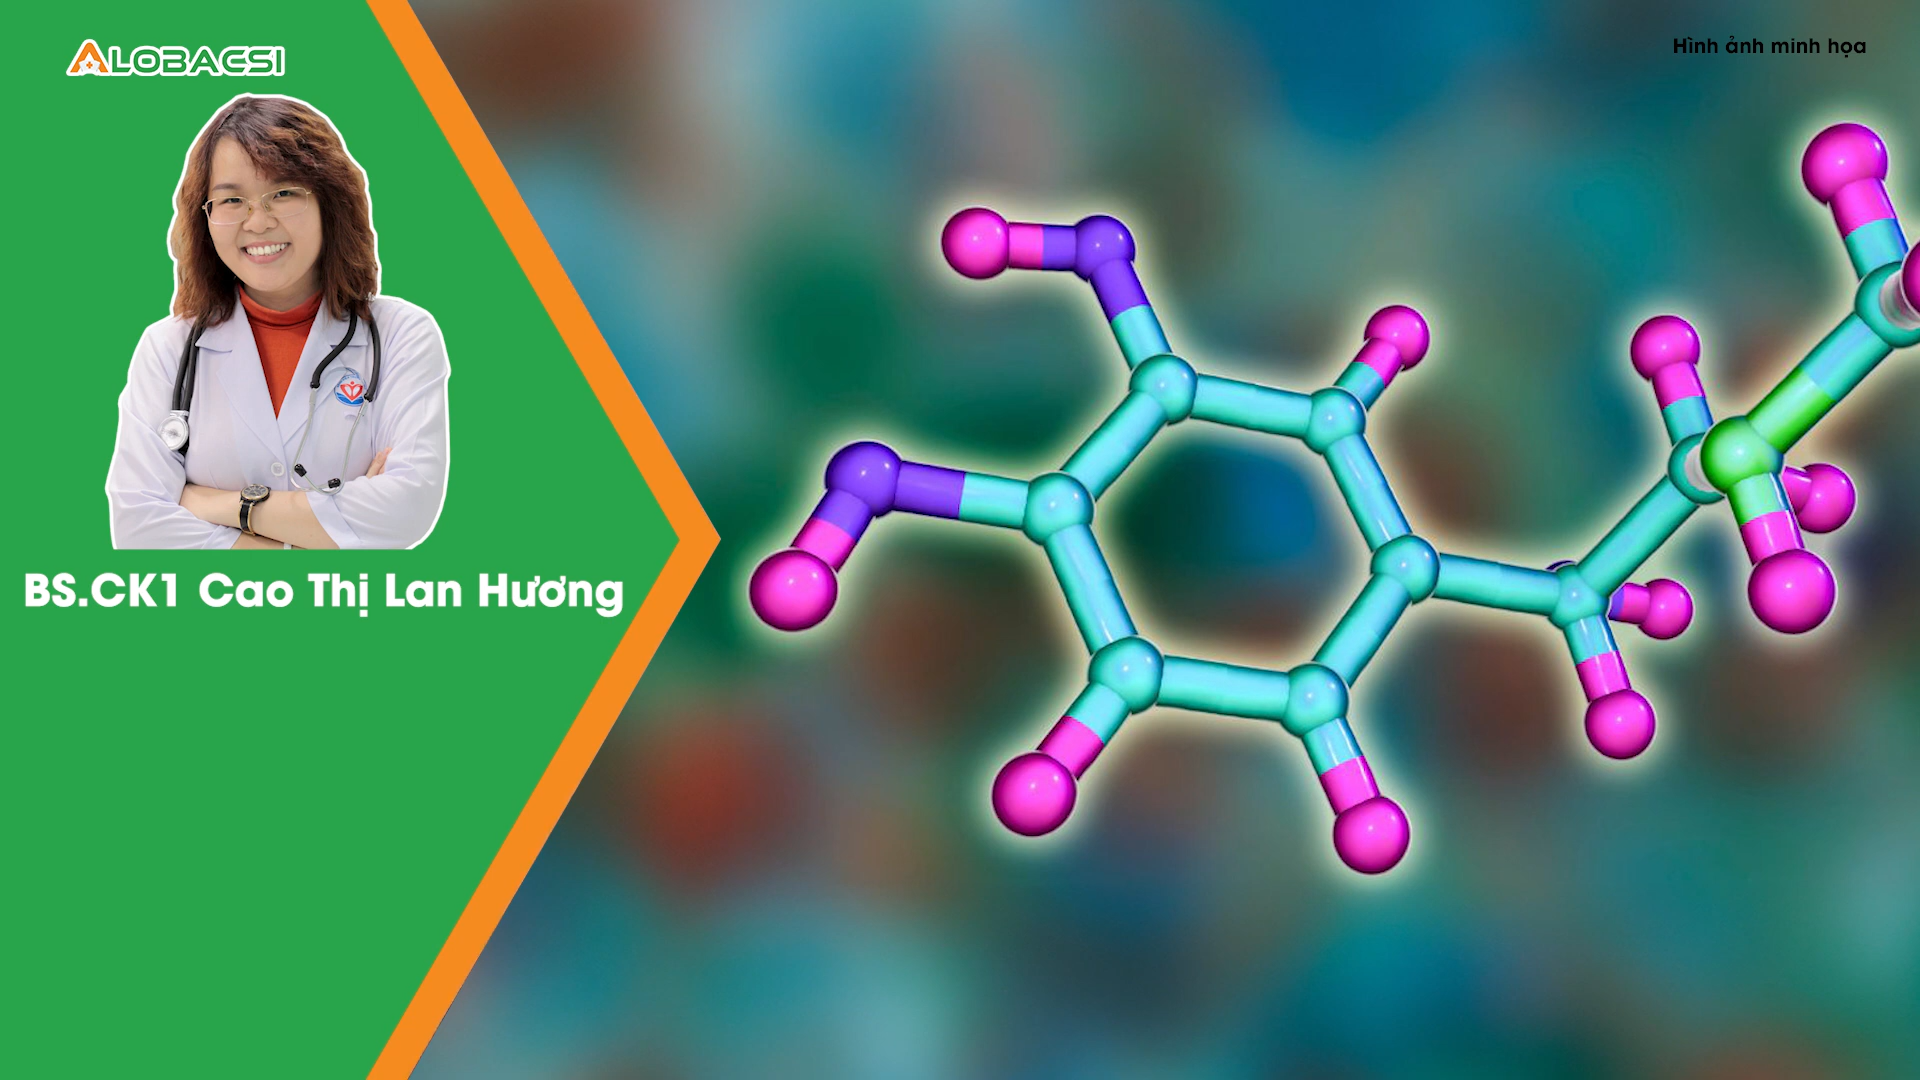 ALOBACSI
Hình ảnh minh họa
BS.CK1 Cao Thị Lan Hương